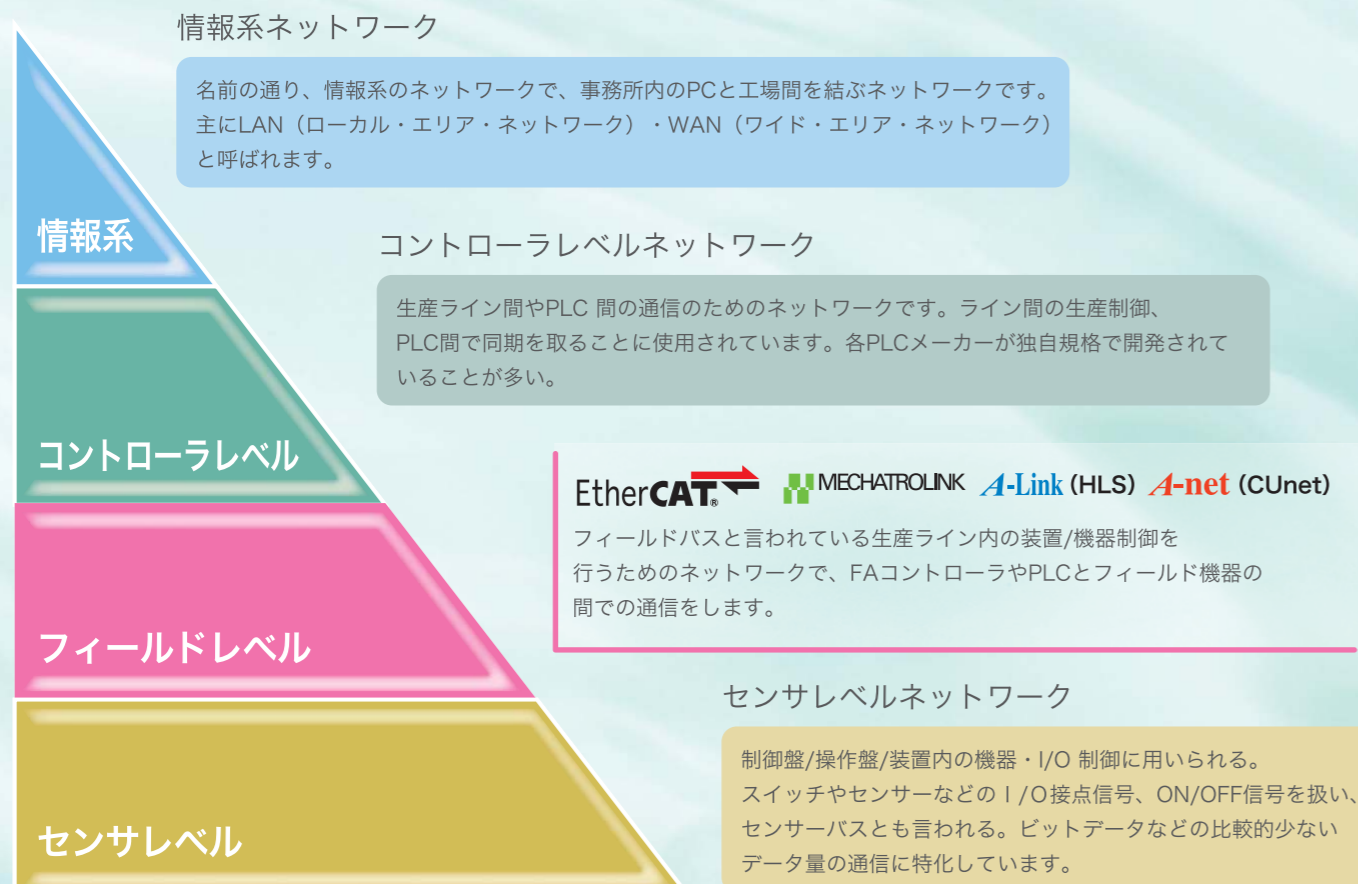 情報系ネットワーク
名前の通り、情報系のネットワークで、事務所内のPCと工場間を結ぶネットワークです。
主にLAN（ローカル・エリア・ネットワーク）・WAN（ワイド・エリア・ネットワーク）
と呼ばれます。
情報系
コントローラレベルネットワーク
生産ライン間やPLC 間の通信のためのネットワークです。ライン間の生産制御、
PLC間で同期を取ることに使用されています。各PLCメーカーが独自規格で開発されて
いることが多い。
コントローラレベル
EtherCAT® MECHATROLINK A-Link (HLS) A-net (CUnet)
フィールドバスと言われている生産ライン内の装置/機器制御を
行うためのネットワークで、FAコントローラやPLCとフィールド機器の
間での通信をします。
フィールドレベル
センサレベルネットワーク
制御盤/操作盤/装置内の機器・I/O 制御に用いられる。
スイッチやセンサーなどのＩ/Ｏ接点信号、ON/OFF信号を扱い、
センサーバスとも言われる。ビットデータなどの比較的少ない
データ量の通信に特化しています。
センサレベル